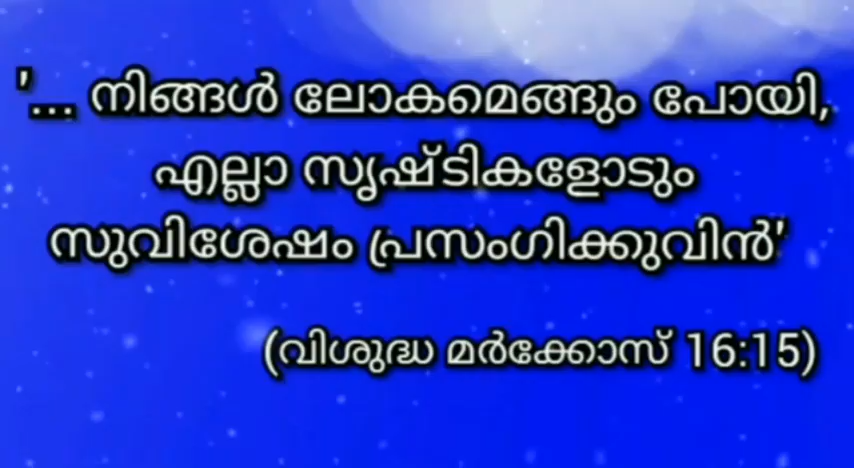 '... നിങ്ങൾ ലോകമെങ്ങും പോയി,
എല്ലാ സൃഷ്ടികളോടും
സുവിശേഷം പ്രസംഗിക്കുവിൻ'
(വിശുദ്ധ മർക്കോസ് 16:15)